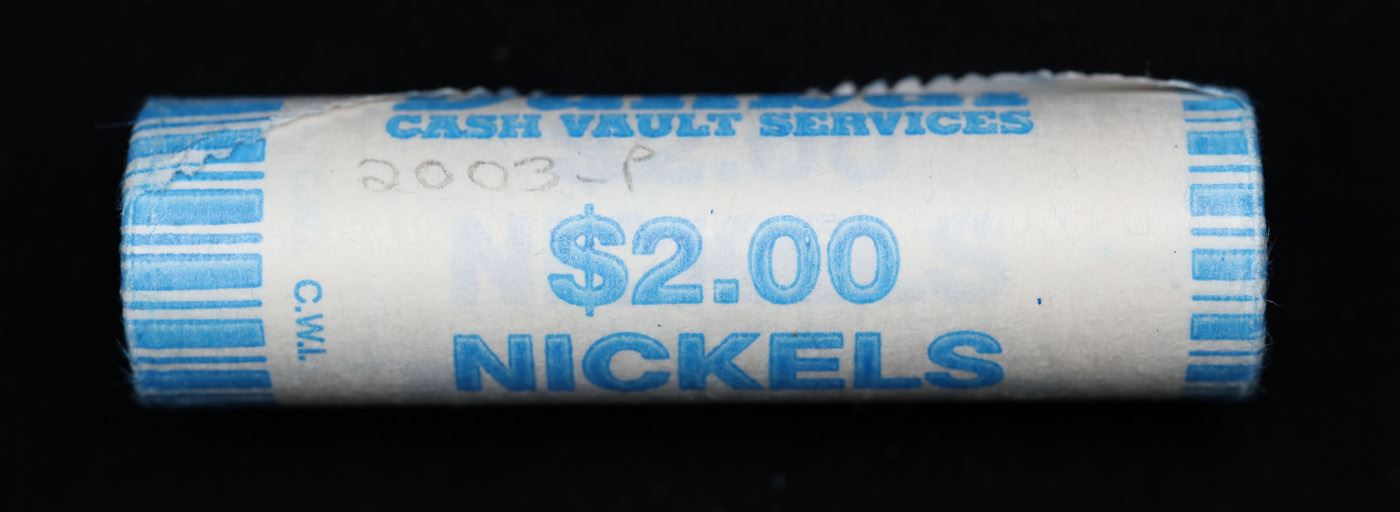 CASH VAULT SERVICES
2003-P
$2.00
NICKELS
C.W.I.